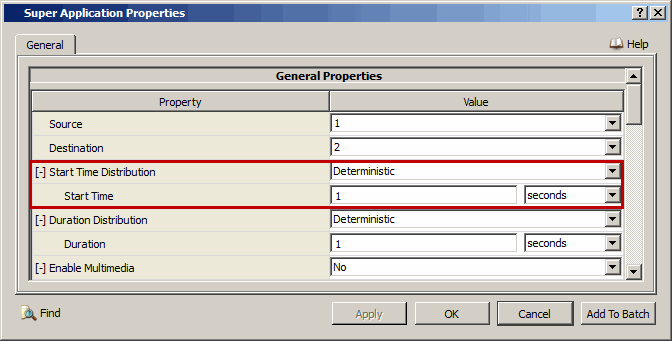 Super Application Properties
General
Help
General Properties
Property Value
Source 1
Destination 2
[-] Start Time Distribution Deterministic
Start Time 1 seconds
[-] Duration Distribution Deterministic
Duration 1 seconds
[-] Enable Multimedia No
Find Apply OK Cancel Add To Batch